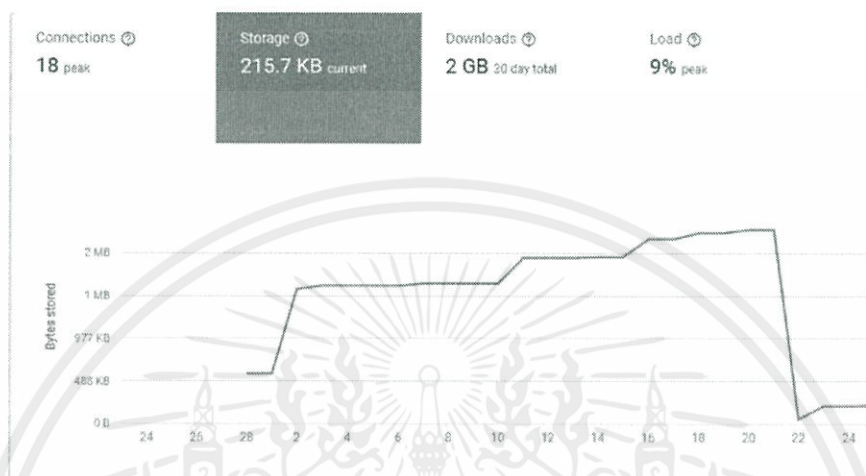 Connections
18 peak
Storage
215.7 KB current
Downloads
2 GB 30 day total
Load
9% peak
Bytes stored
2 MB
1 MB
977 KB
488 KB
0 B
24 26 28 2 4 6 8 10 12 14 16 18 20 22 24